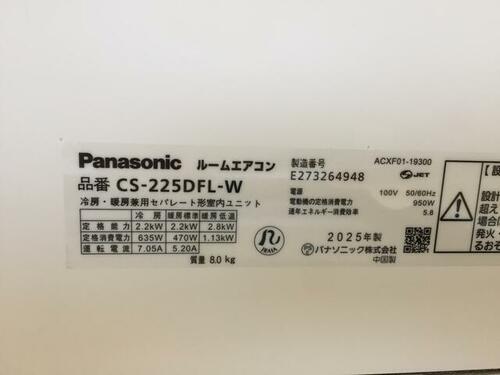 Panasonic ルームエアコン
品番 CS-225DFL-W
冷房・暖房兼用セパレート形室内ユニット
冷房 暖房標準 暖房低温
定格能力 2.2kW 2.2kW 2.8kW
定格消費電力 635W 470W 1.13kW
運転電流 7.05A 5.20A
質量 8.0 kg
製造番号 ACXF01-19300
E273264948 JET
電源 100V 50/60Hz
電動機の定格消費電力 950W
通年エネルギー消費効率 5.8
2025年製
パナソニック株式会社
中国製
【設
設計
超え
場合に
発火・
るおそ